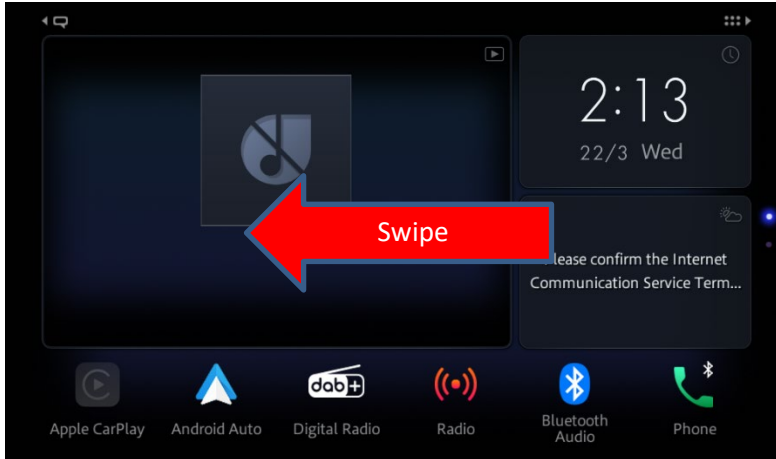 2:13
22/3 Wed
Swipe
lease confirm the Internet
Communication Service Term...
dab+
Apple CarPlay
Android Auto
Digital Radio
Radio
Bluetooth
Audio
Phone